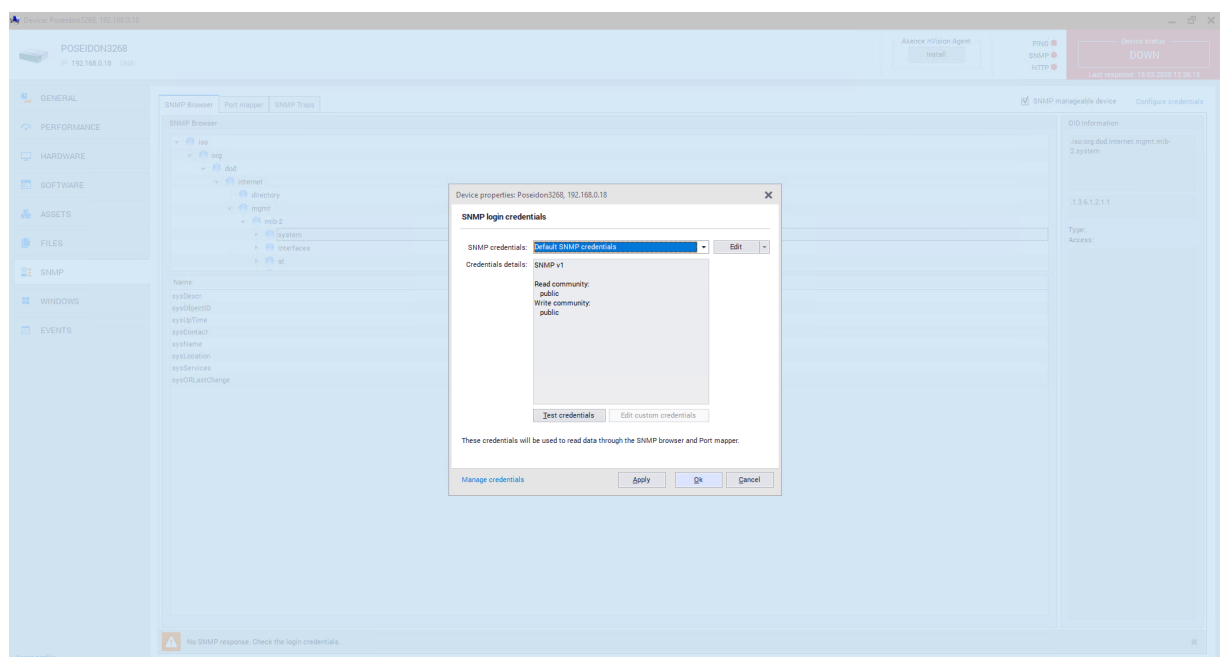 Device: Poseidon3268, 192.168.0.18
POSEIDON3268
IP 192.168.0.18 DNS
Axence nVision Agent
Install
PING
SNMP
HTTP
Device status
DOWN
Last response:
GENERAL
PERFORMANCE
HARDWARE
SOFTWARE
ASSETS
FILES
SNMP
WINDOWS
EVENTS
SNMP Browser Port mapper SNMP Traps
SNMP manageable device Configure credentials
SNMP Browser
iso
org
dod
internet
directory
mgmt
mib-2
system
interfaces
at
Name
sysDescr
sysObjectID
sysUpTime
sysContact
sysName
sysLocation
sysServices
sysORLastChange
OID Information
.iso.org.dod.internet.mgmt.mib-
2.system
.1.3.6.1.2.1.1
Type:
Access:
Device properties: Poseidon3268, 192.168.0.18
SNMP login credentials
SNMP credentials: Default SNMP credentials Edit
Credentials details: SNMP v1
Read community:
public
Write community:
public
Test credentials Edit custom credentials
These credentials will be used to read data through the SNMP browser and Port mapper.
Manage credentials Apply Ok Cancel
No SNMP response. Check the login credentials.